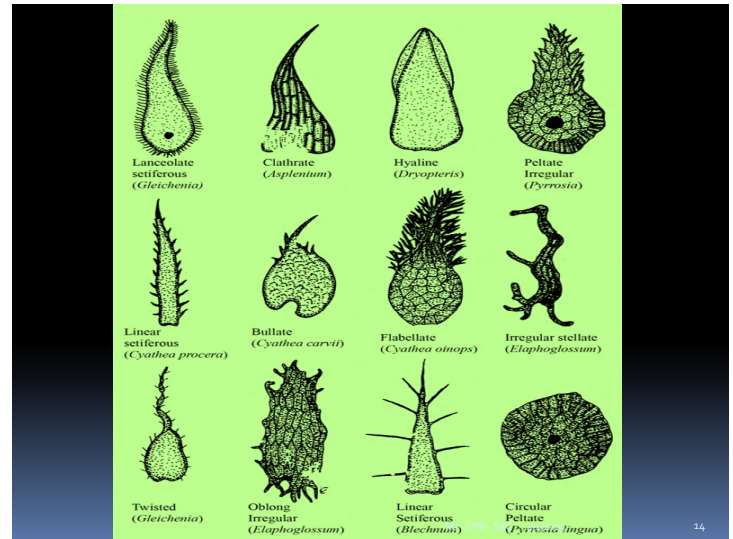 Lanceolate
setiferous
(Gleichenia)
Clathrate
(Asplenium)
Hyaline
(Dryopteris)
Peltate
Irregular
(Pyrrosia)
Linear
setiferous
(Cyathea procera)
Bullate
(Cyathea carvii)
Flabellate
(Cyathea oinops)
Irregular stellate
(Elaphoglossum)
Twisted
(Gleichenia)
Oblong
Irregular
(Elaphoglossum)
Linear
Setiferous
(Blechnum)
Circular
Peltate
(Pyrrosia lingua)
14